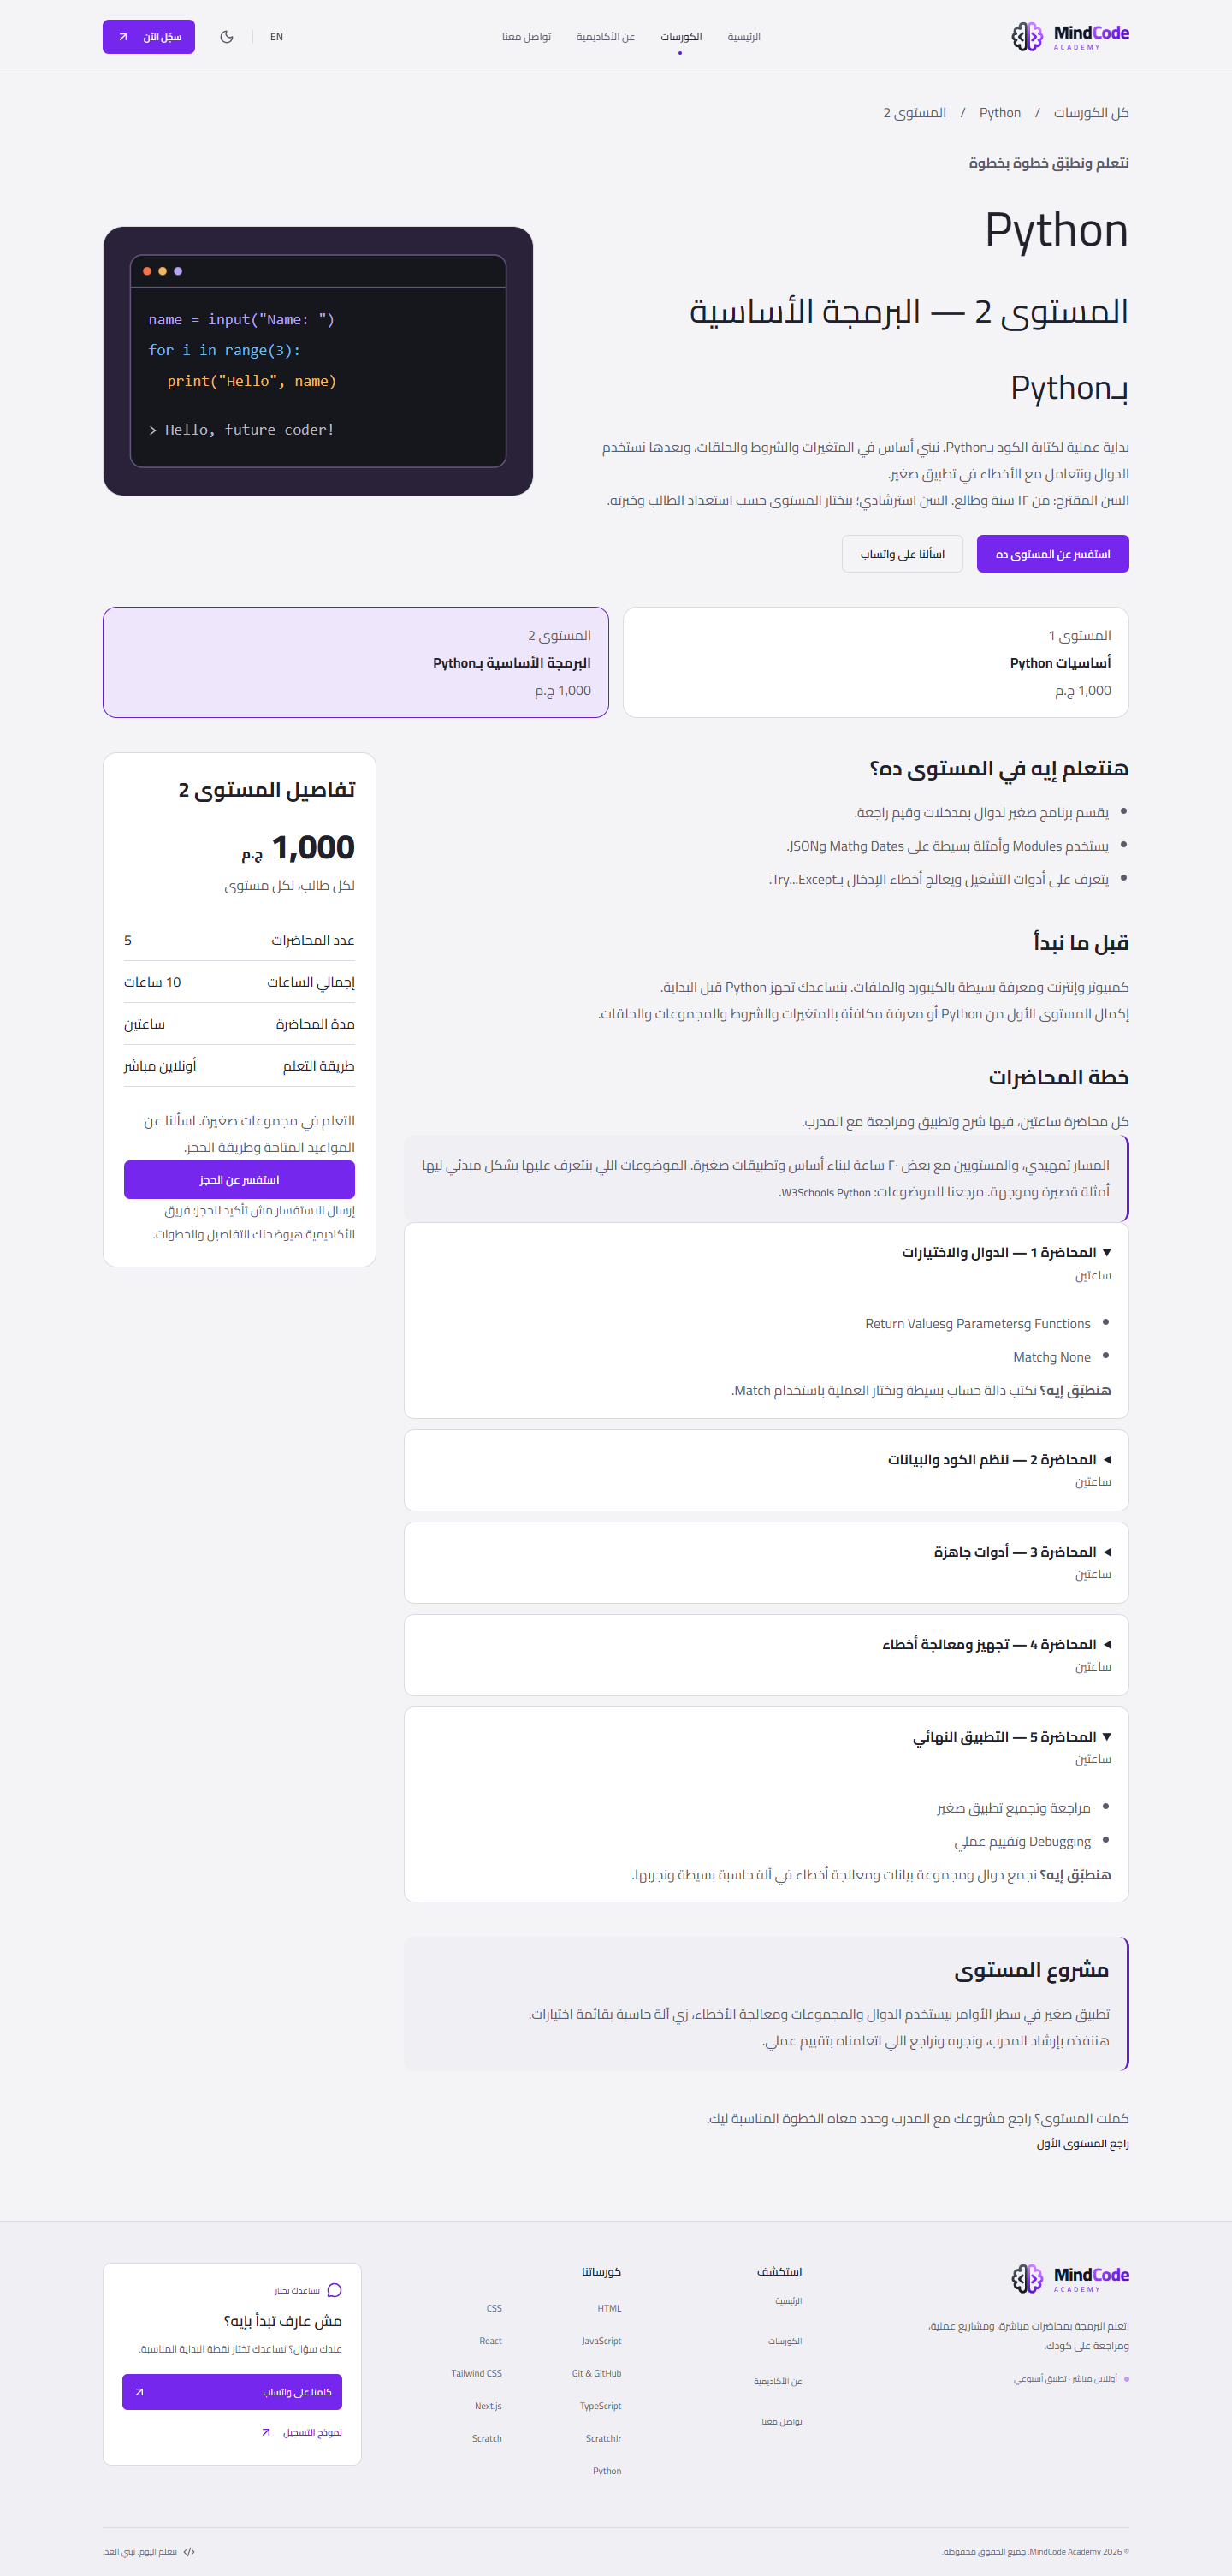 MindCode
ACADEMY
الرئيسية
الكورسات
عن الأكاديمية
تواصل معنا
EN
سجّل الآن
كل الكورسات / Python / المستوى 2
نتعلم ونطبّق خطوة بخطوة
Python
المستوى 2 — البرمجة الأساسية
بـPython
بداية عملية لكتابة الكود بـPython. نبني أساس في المتغيرات والشروط والحلقات، وبعدها نستخدم
الدوال ونتعامل مع الأخطاء في تطبيق صغير.
السن المقترح: من ١٢ سنة وطالع. السن استرشادي؛ بنختار المستوى حسب استعداد الطالب وخبرته.
استفسر عن المستوى ده
اسألنا على واتساب
name = input("Name: ")
for i in range(3):
print("Hello", name)
> Hello, future coder!
المستوى 1
أساسيات Python
1,000 ج.م
المستوى 2
البرمجة الأساسية بـPython
1,000 ج.م
هنتعلم إيه في المستوى ده؟
يقسم برنامج صغير لدوال بمدخلات وقيم راجعة.
يستخدم Modules وأمثلة بسيطة على Dates وMath وJSON.
يتعرف على أدوات التشغيل ويعالج أخطاء الإدخال بـTry...Except.
قبل ما نبدأ
كمبيوتر وإنترنت ومعرفة بسيطة بالكيبورد والملفات. بنساعدك تجهز Python قبل البداية.
إكمال المستوى الأول من Python أو معرفة مكافئة بالمتغيرات والشروط والمجموعات والحلقات.
خطة المحاضرات
كل محاضرة ساعتين، فيها شرح وتطبيق ومراجعة مع المدرب.
المسار تمهيدي، والمستويين مع بعض ٢٠ ساعة لبناء أساس وتطبيقات صغيرة. الموضوعات اللي بنتعرف عليها بشكل مبدئي ليها
أمثلة قصيرة وموجهة. مرجعنا للموضوعات: W3Schools Python.
المحاضرة 1 — الدوال والاختيارات
ساعتين
Functions وParameters وReturn Values
None وMatch
هنطبّق إيه؟ نكتب دالة حساب بسيطة ونختار العملية باستخدام Match.
المحاضرة 2 — ننظم الكود والبيانات
ساعتين
المحاضرة 3 — أدوات جاهزة
ساعتين
المحاضرة 4 — تجهيز ومعالجة أخطاء
ساعتين
المحاضرة 5 — التطبيق النهائي
ساعتين
مراجعة وتجميع تطبيق صغير
Debugging وتقييم عملي
هنطبّق إيه؟ نجمع دوال ومجموعة بيانات ومعالجة أخطاء في آلة حاسبة بسيطة ونجربها.
مشروع المستوى
تطبيق صغير في سطر الأوامر بيستخدم الدوال والمجموعات ومعالجة الأخطاء، زي آلة حاسبة بقائمة اختيارات.
هننفذه بإرشاد المدرب، ونجربه ونراجع اللي اتعلمناه بتقييم عملي.
كملت المستوى؟ راجع مشروعك مع المدرب وحدد معاه الخطوة المناسبة ليك.
راجع المستوى الأول
تفاصيل المستوى 2
1,000 ج.م
لكل طالب، لكل مستوى
عدد المحاضرات 5
إجمالي الساعات 10 ساعات
مدة المحاضرة ساعتين
طريقة التعلم أونلاين مباشر
التعلم في مجموعات صغيرة. اسألنا عن
المواعيد المتاحة وطريقة الحجز.
استفسر عن الحجز
إرسال الاستفسار مش تأكيد للحجز؛ فريق
الأكاديمية هيوضحلك التفاصيل والخطوات.
MindCode
ACADEMY
اتعلم البرمجة بمحاضرات مباشرة، ومشاريع عملية،
ومراجعة على كودك.
أونلاين مباشر · تطبيق أسبوعي
استكشف
الرئيسية
الكورسات
عن الأكاديمية
تواصل معنا
كورساتنا
HTML
CSS
JavaScript
React
Git & GitHub
Tailwind CSS
TypeScript
Next.js
ScratchJr
Scratch
Python
نساعدك تختار
مش عارف تبدأ بإيه؟
عندك سؤال؟ نساعدك تختار نقطة البداية المناسبة.
كلمنا على واتساب
نموذج التسجيل
© 2026 MindCode Academy. جميع الحقوق محفوظة.
نتعلم اليوم. نبني الغد.